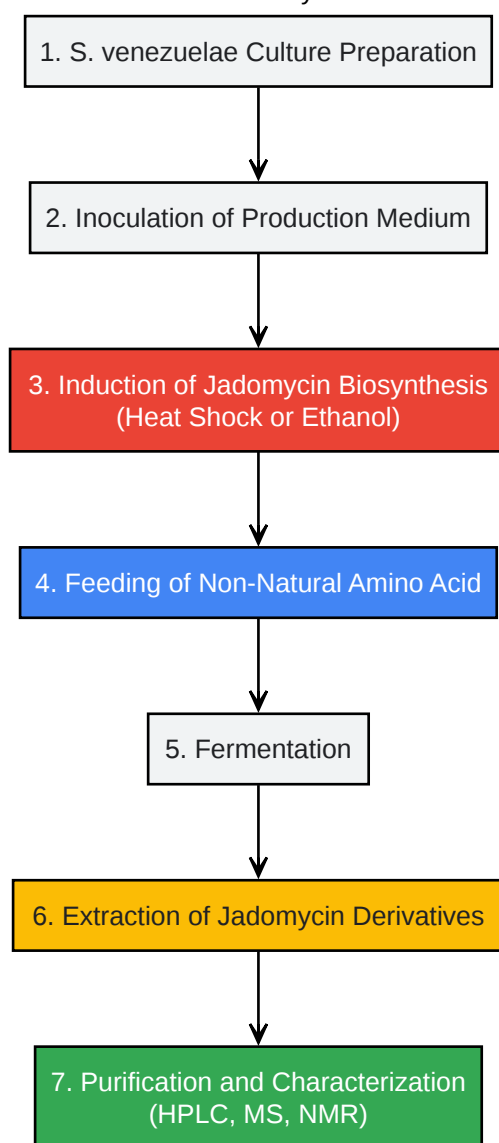 1. S. venezuelae Culture Preparation
2. Inoculation of Production Medium
3. Induction of Jadomycin Biosynthesis
(Heat Shock or Ethanol)
4. Feeding of Non-Natural Amino Acid
5. Fermentation
6. Extraction of Jadomycin Derivatives
7. Purification and Characterization
(HPLC, MS, NMR)